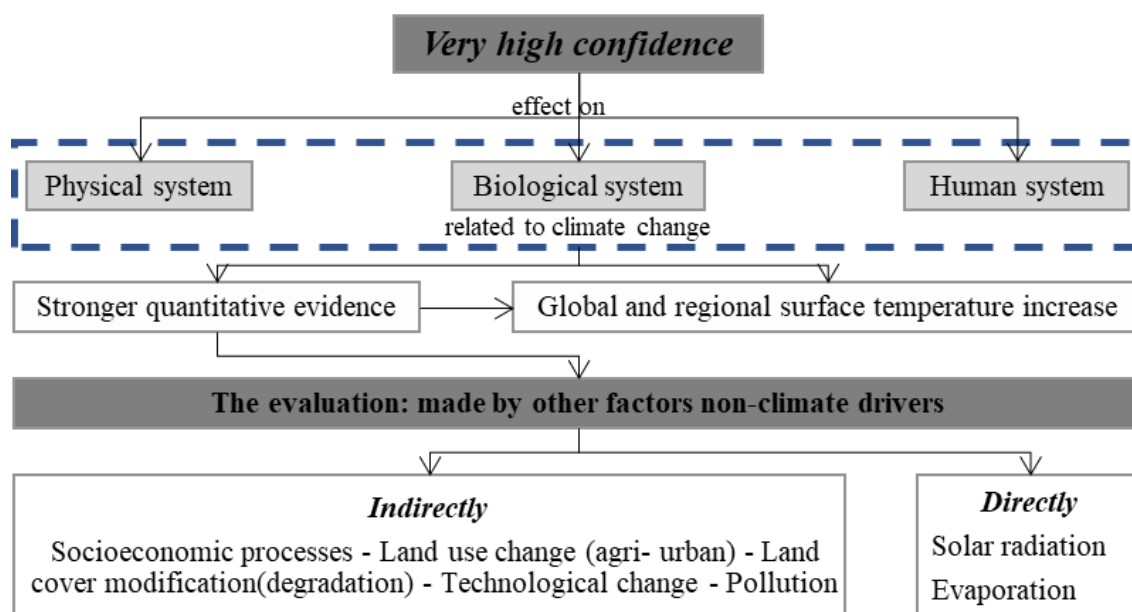 Very high confidence
effect on
Physical system
Biological system
Human system
related to climate change
Stronger quantitative evidence
Global and regional surface temperature increase
The evaluation: made by other factors non-climate drivers
Indirectly
Socioeconomic processes - Land use change (agri- urban) - Land
cover modification(degradation) - Technological change - Pollution
Directly
Solar radiation
Evaporation